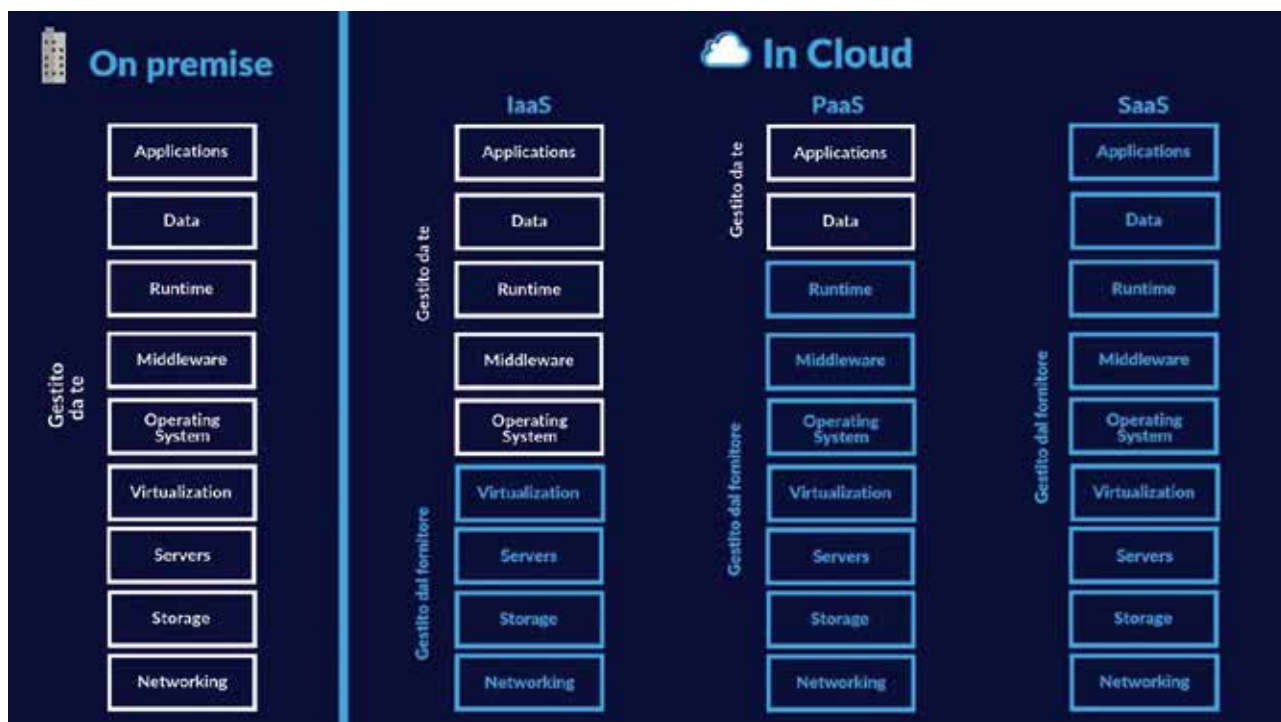 On premise
In Cloud
Gestito
da te
Applications
Data
Runtime
Middleware
Operating
System
Virtualization
Servers
Storage
Networking
IaaS
Gestito da te
Gestito dal fornitore
Applications
Data
Runtime
Middleware
Operating
System
Virtualization
Servers
Storage
Networking
PaaS
Gestito da te
Gestito dal fornitore
Applications
Data
Runtime
Middleware
Operating
System
Virtualization
Servers
Storage
Networking
SaaS
Gestito dal fornitore
Applications
Data
Runtime
Middleware
Operating
System
Virtualization
Servers
Storage
Networking